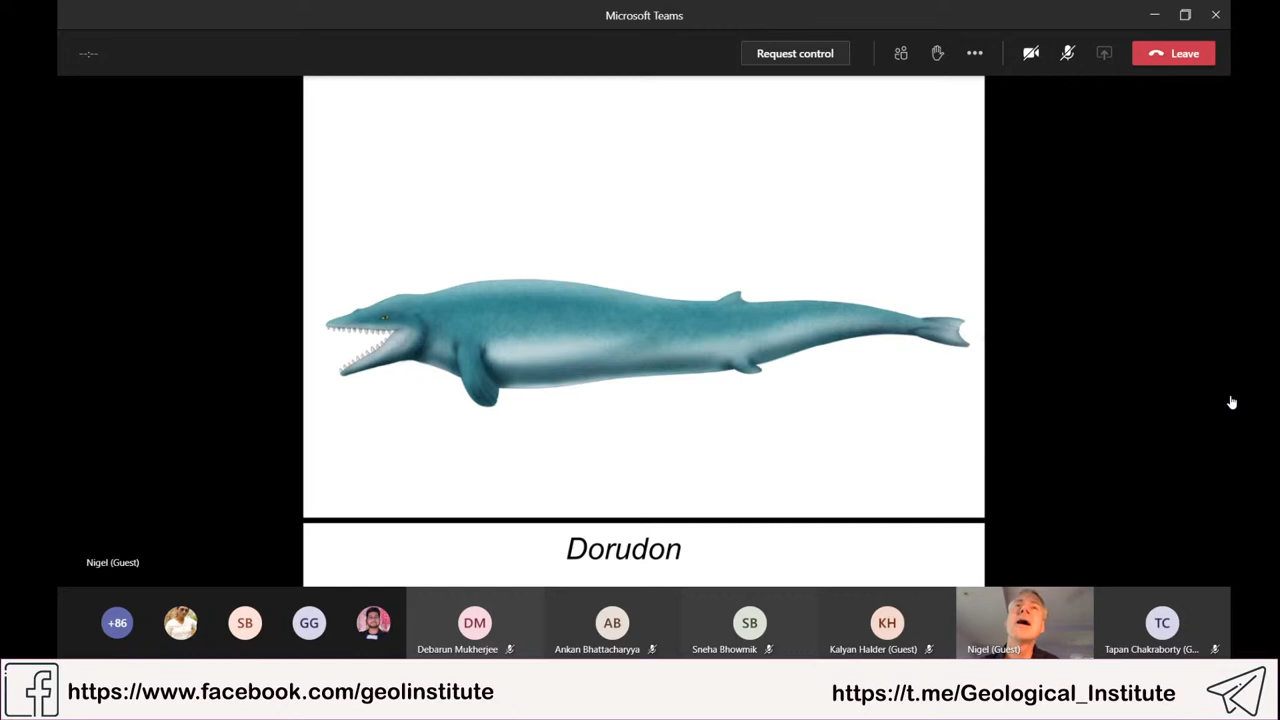 Microsoft Teams
--:--
Request control
Leave
Dorudon
Nigel (Guest)
+86
SB
GG
DM
AB
SB
KH
TC
Debarun Mukherjee
Ankan Bhattacharyya
Sneha Bhowmik
Kalyan Halder (Guest)
Nigel (Guest)
Tapan Chakraborty (G...
https://www.facebook.com/geolinstitute
https://t.me/Geological_Institute